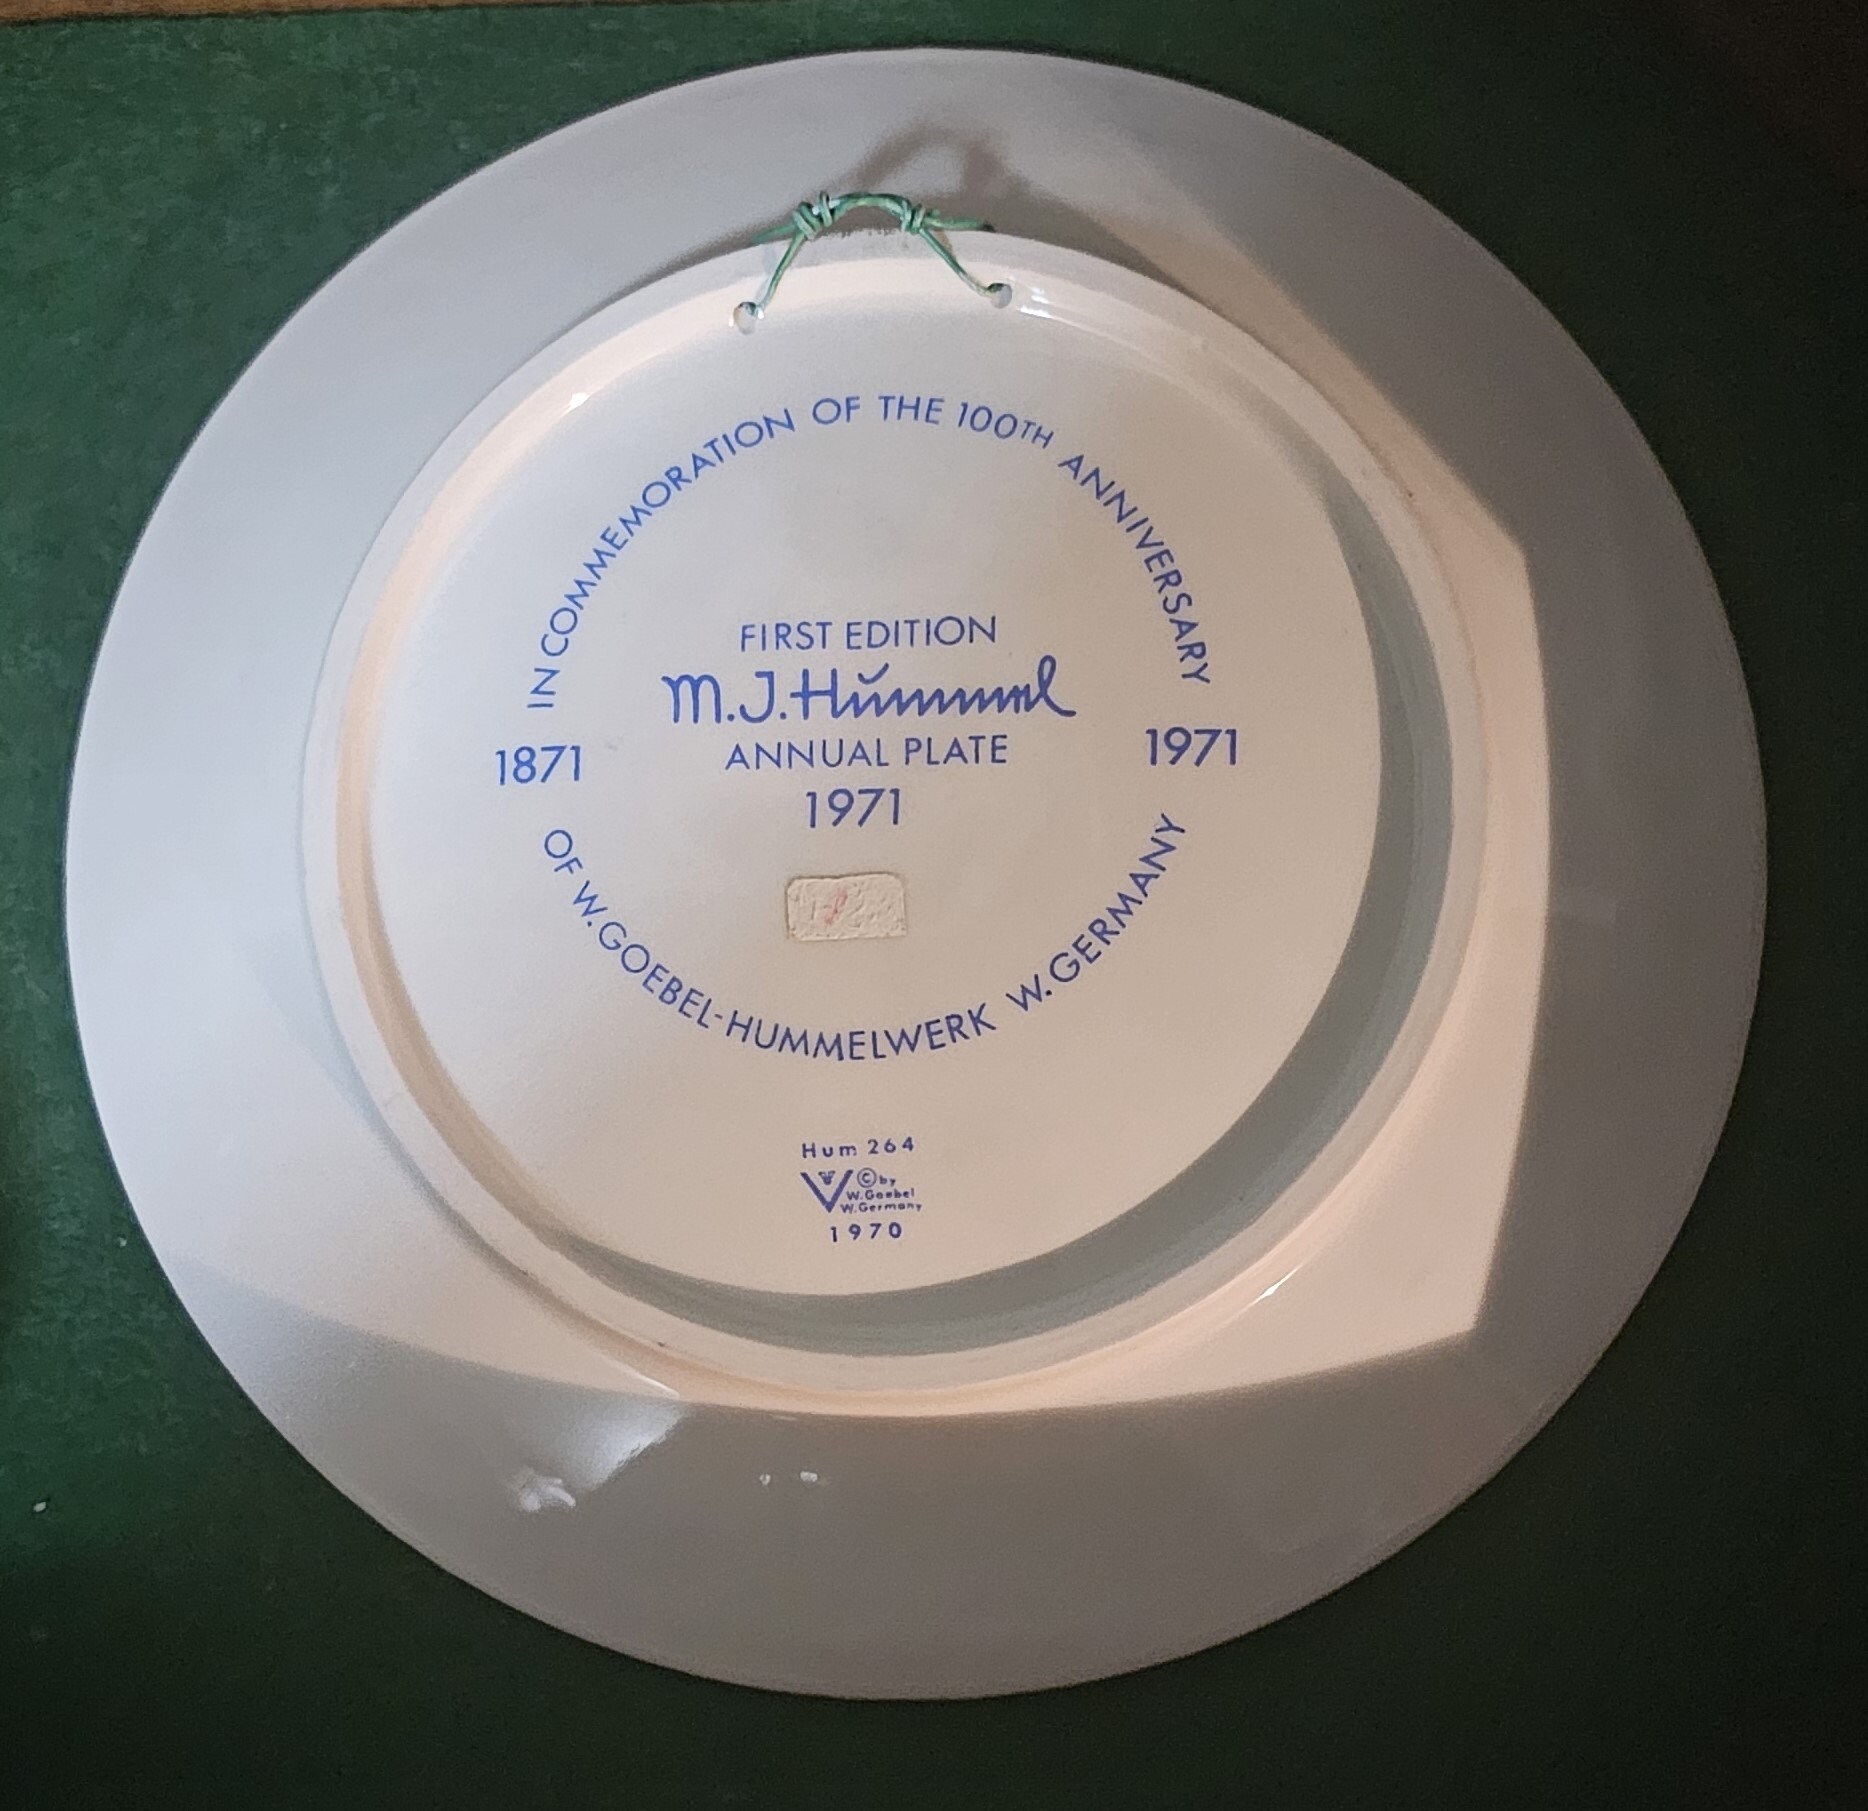 IN COMMEMORATION OF THE 100TH ANNIVERSARY
FIRST EDITION
M.J.Hummel
ANNUAL PLATE
1971
1871
1971
OF W.GOEBEL-HUMMELWERK W.GERMANY
Hum 264
© by
W.Goebel
W.Germany
1970